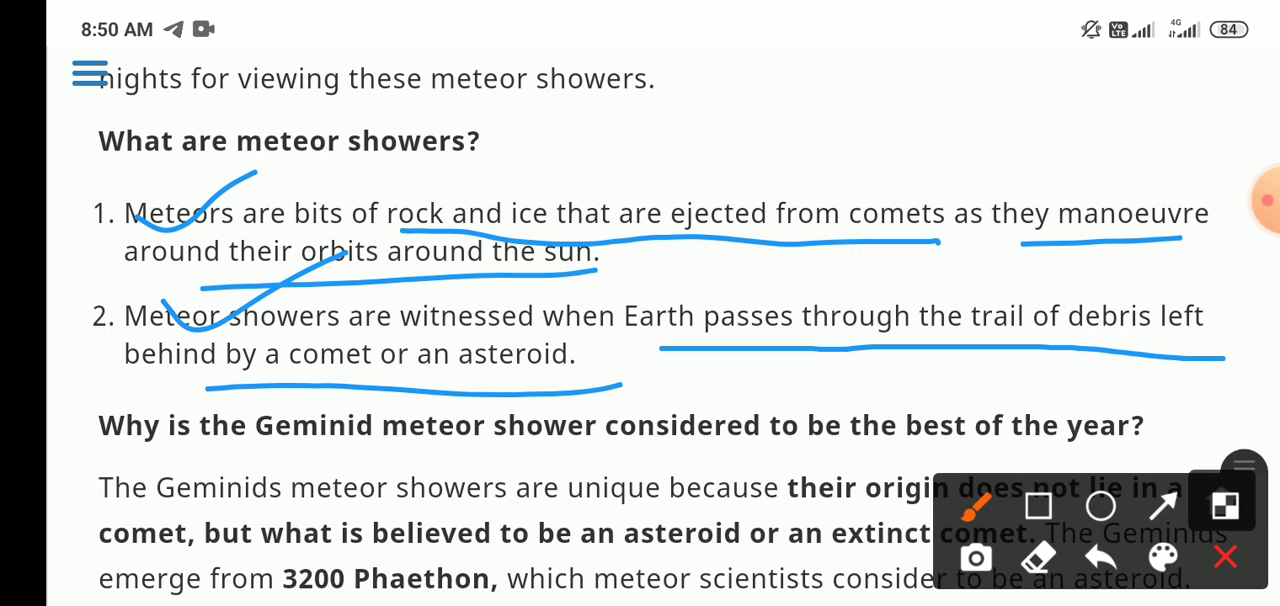 8:50 AM
Vo LTE
4G
84
nights for viewing these meteor showers.
What are meteor showers?
1. Meteors are bits of rock and ice that are ejected from comets as they manoeuvre
around their orbits around the sun.
2. Meteor showers are witnessed when Earth passes through the trail of debris left
behind by a comet or an asteroid.
Why is the Geminid meteor shower considered to be the best of the year?
The Geminids meteor showers are unique because their origin does not lie in a
comet, but what is believed to be an asteroid or an extinct comet. The Geminids
emerge from 3200 Phaethon, which meteor scientists consider to be an asteroid.